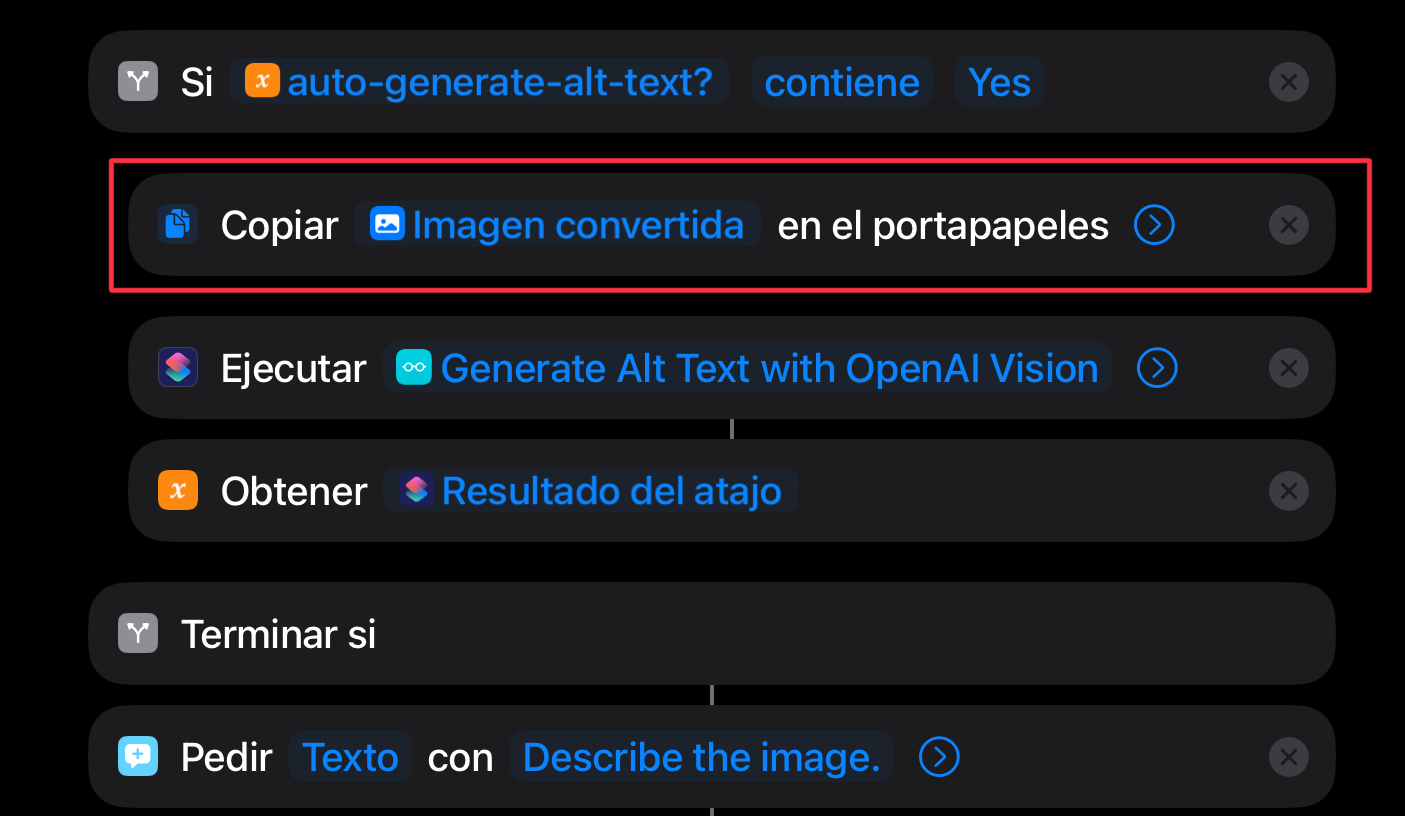 Si auto-generate-alt-text? contiene Yes
Copiar Imagen convertida en el portapapeles
Ejecutar Generate Alt Text with OpenAI Vision
Obtener Resultado del atajo
Terminar si
Pedir Texto con Describe the image.